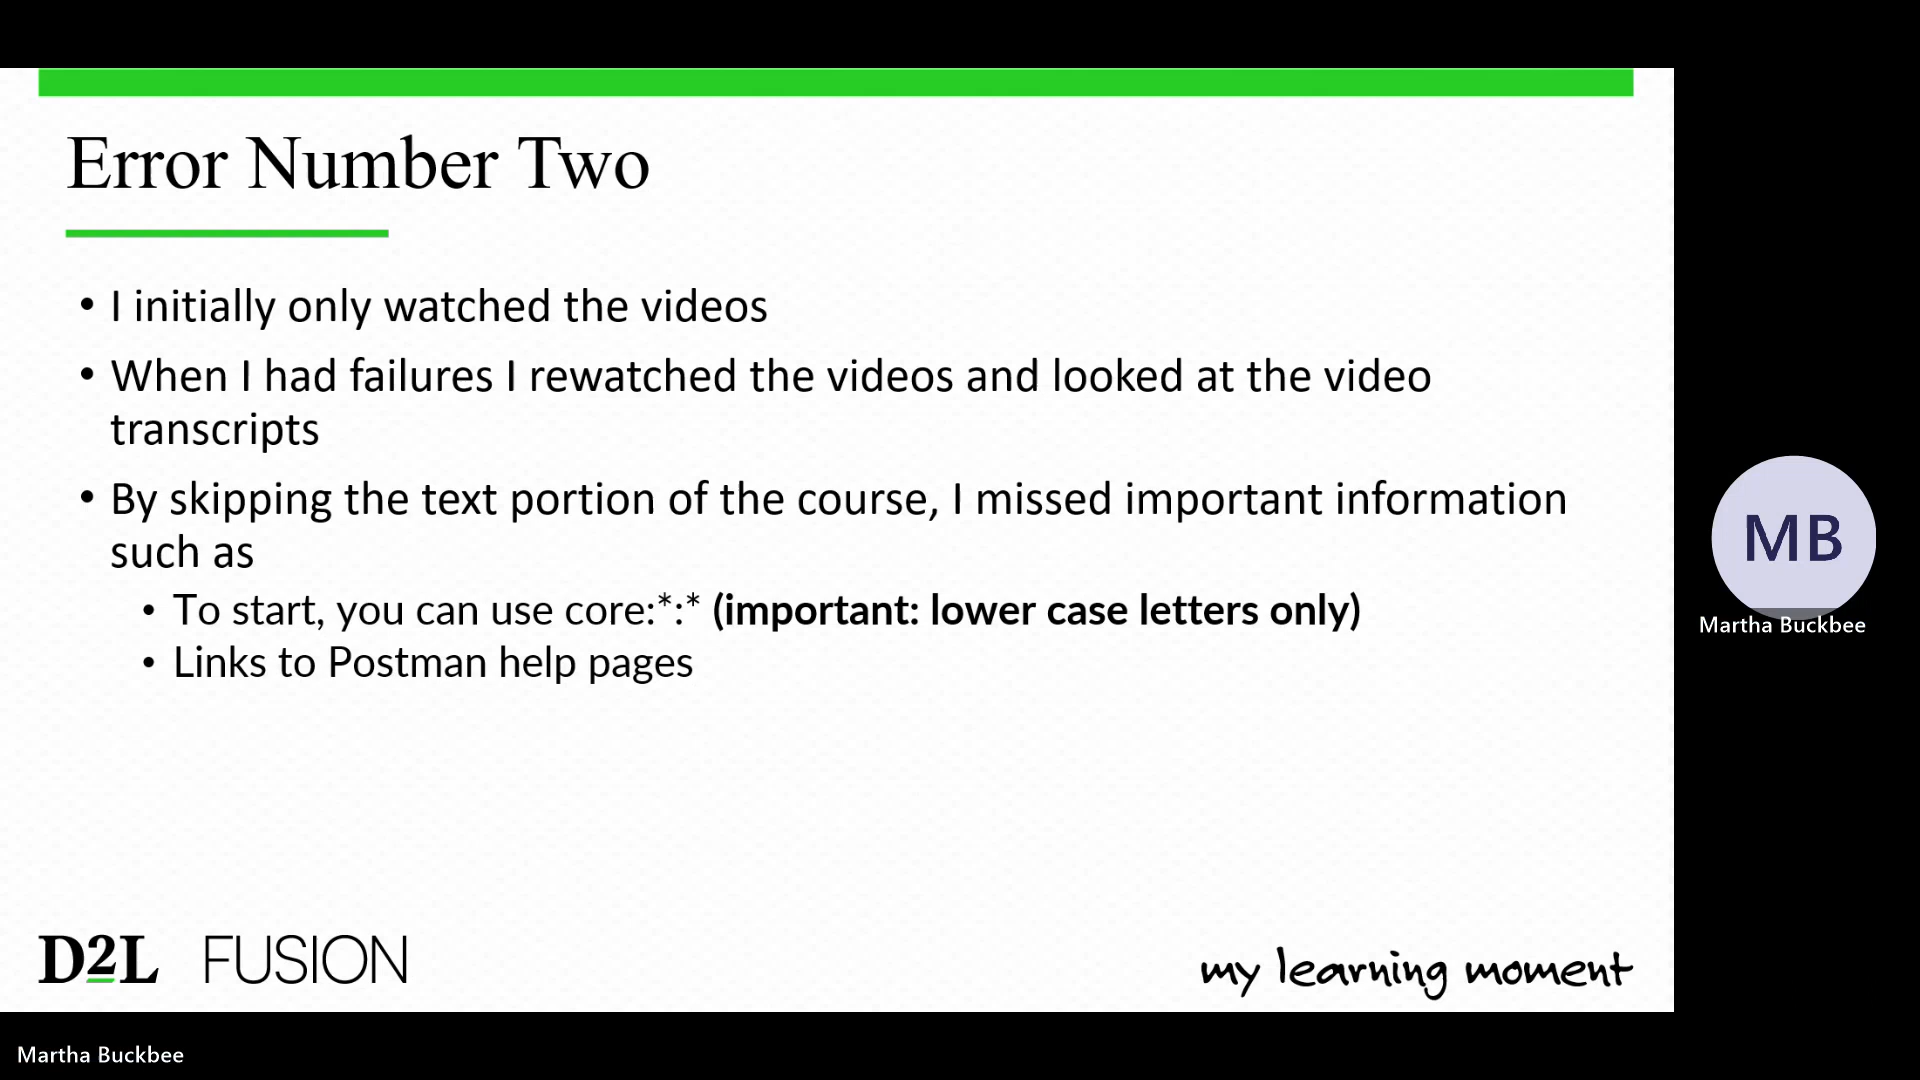 Error Number Two
• I initially only watched the videos
• When I had failures I rewatched the videos and looked at the video
transcripts
• By skipping the text portion of the course, I missed important information
such as
• To start, you can use core:*:* (important: lower case letters only)
• Links to Postman help pages
MB
Martha Buckbee
D2L FUSION
my learning moment
Martha Buckbee